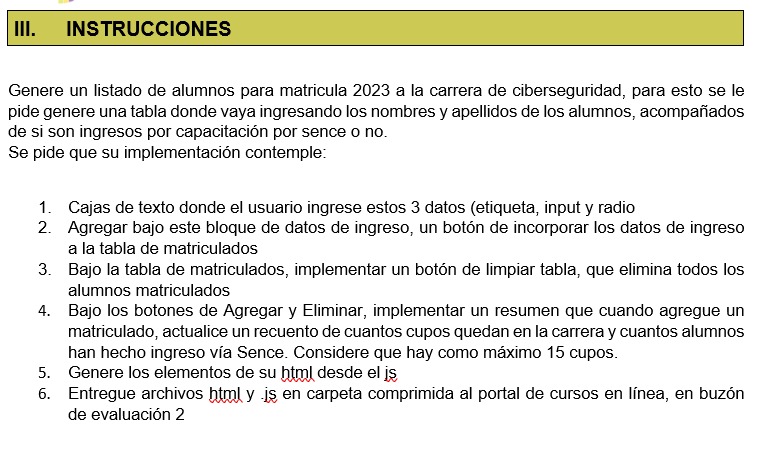 III. INSTRUCCIONES
Genere un listado de alumnos para matricula 2023 a la carrera de ciberseguridad, para esto se le
pide genere una tabla donde vaya ingresando los nombres y apellidos de los alumnos, acompañados
de si son ingresos por capacitación por sence o no.
Se pide que su implementación contemple:
1. Cajas de texto donde el usuario ingrese estos 3 datos (etiqueta, input y radio
2. Agregar bajo este bloque de datos de ingreso, un botón de incorporar los datos de ingreso
a la tabla de matriculados
3. Bajo la tabla de matriculados, implementar un botón de limpiar tabla, que elimina todos los
alumnos matriculados
4. Bajo los botones de Agregar y Eliminar, implementar un resumen que cuando agregue un
matriculado, actualice un recuento de cuantos cupos quedan en la carrera y cuantos alumnos
han hecho ingreso vía Sence. Considere que hay como máximo 15 cupos.
5. Genere los elementos de su html desde el js
6. Entregue archivos html y .js en carpeta comprimida al portal de cursos en línea, en buzón
de evaluación 2